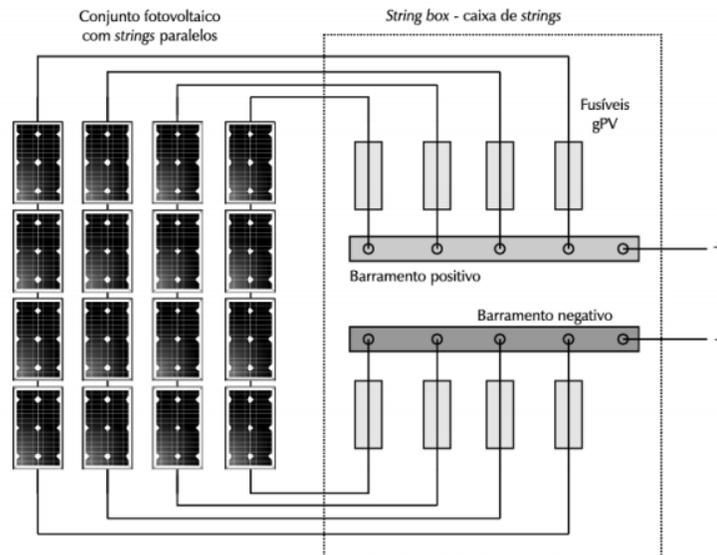 Conjunto fotovoltaico
com strings paralelos
String box - caixa de strings
Fusíveis
gPV
Barramento positivo
Barramento negativo